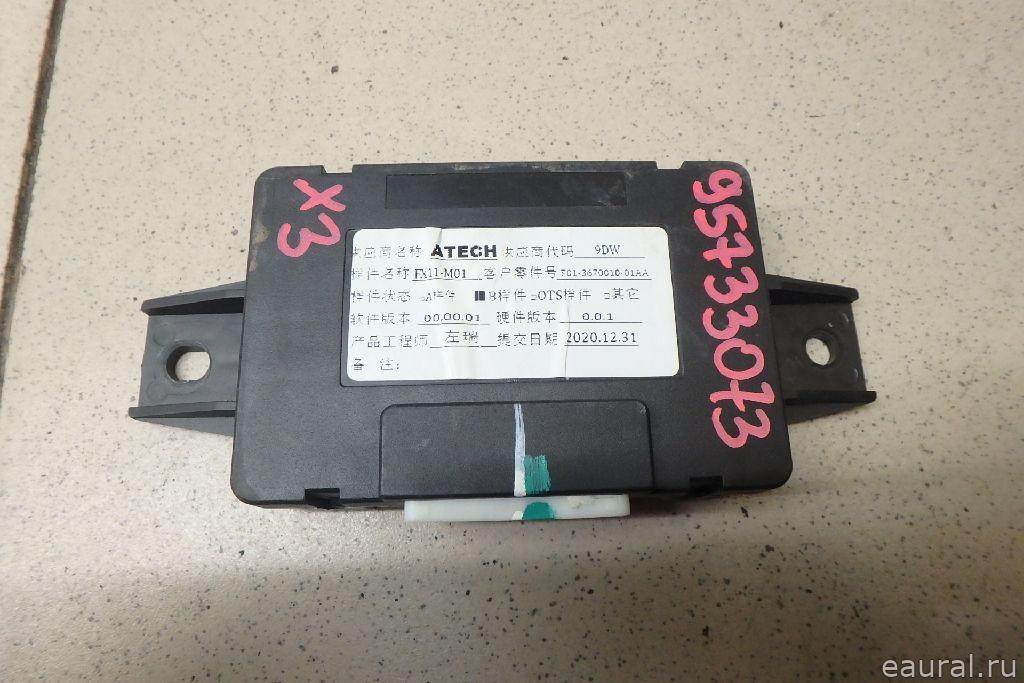 X3
供应商名称 ATECH 供应商代码 9DW
样件名称 FX11-M01 客户零件号 F01-3670010-01AA
样件状态 □A样件 ■B样件 □OTS样件 □其它
软件版本 00.00.01 硬件版本 0.0.1
产品工程师 左瑞 提交日期 2020.12.31
备 注:
957733073
eaural.ru